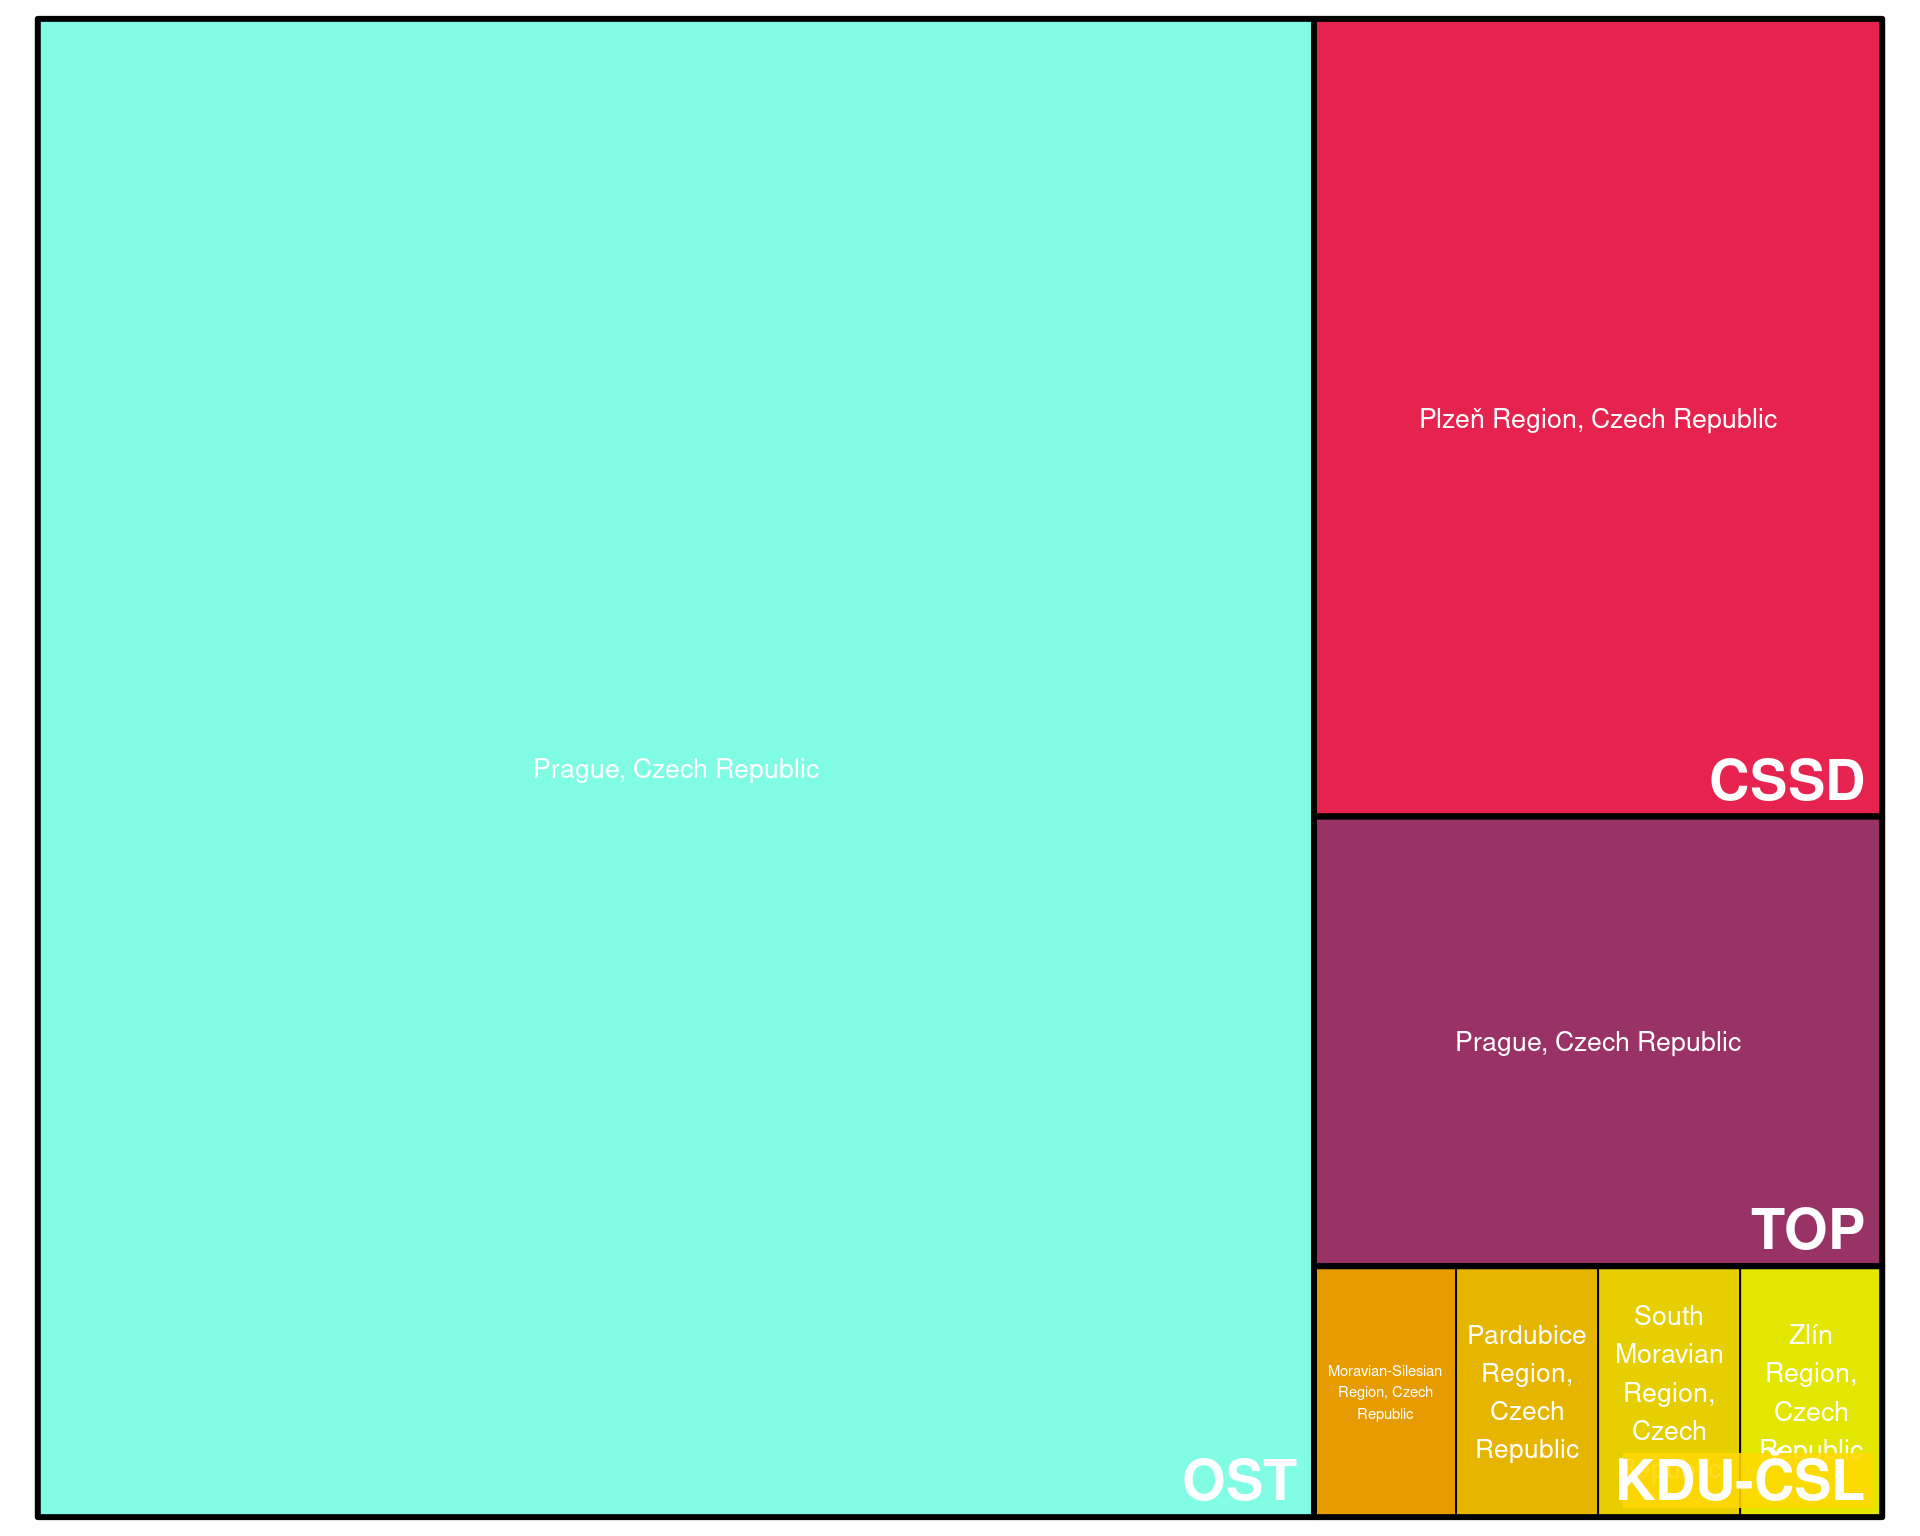 Prague, Czech Republic
OST
Plzeň Region, Czech Republic
CSSD
Prague, Czech Republic
TOP
Moravian-Silesian
Region, Czech
Republic
Pardubice
Region,
Czech
Republic
South
Moravian
Region,
Czech
Zlín
Region,
Czech
Republic
KDU-ČSL